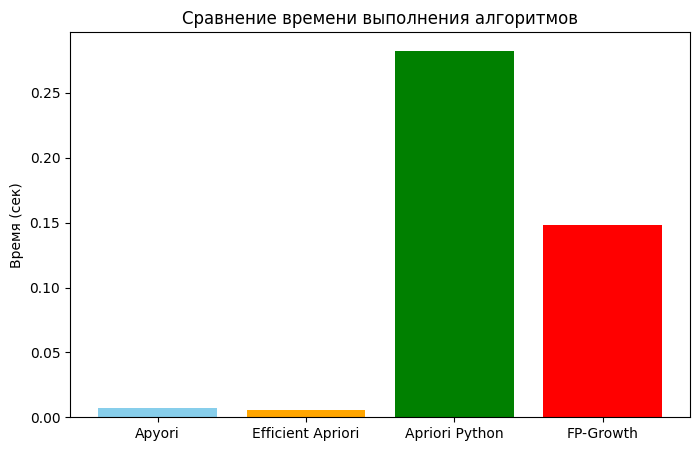 Сравнение времени выполнения алгоритмов
Время (сек)
0.25
0.20
0.15
0.10
0.05
0.00
Apyori
Efficient Apriori
Apriori Python
FP-Growth